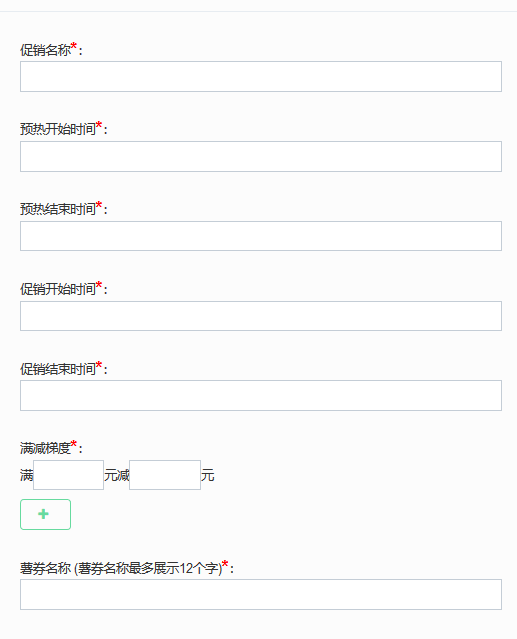 促销名称*：
预热开始时间*：
预热结束时间*：
促销开始时间*：
促销结束时间*：
满减梯度*：
满 元减 元
+
薯券名称 (薯券名称最多展示12个字)*：